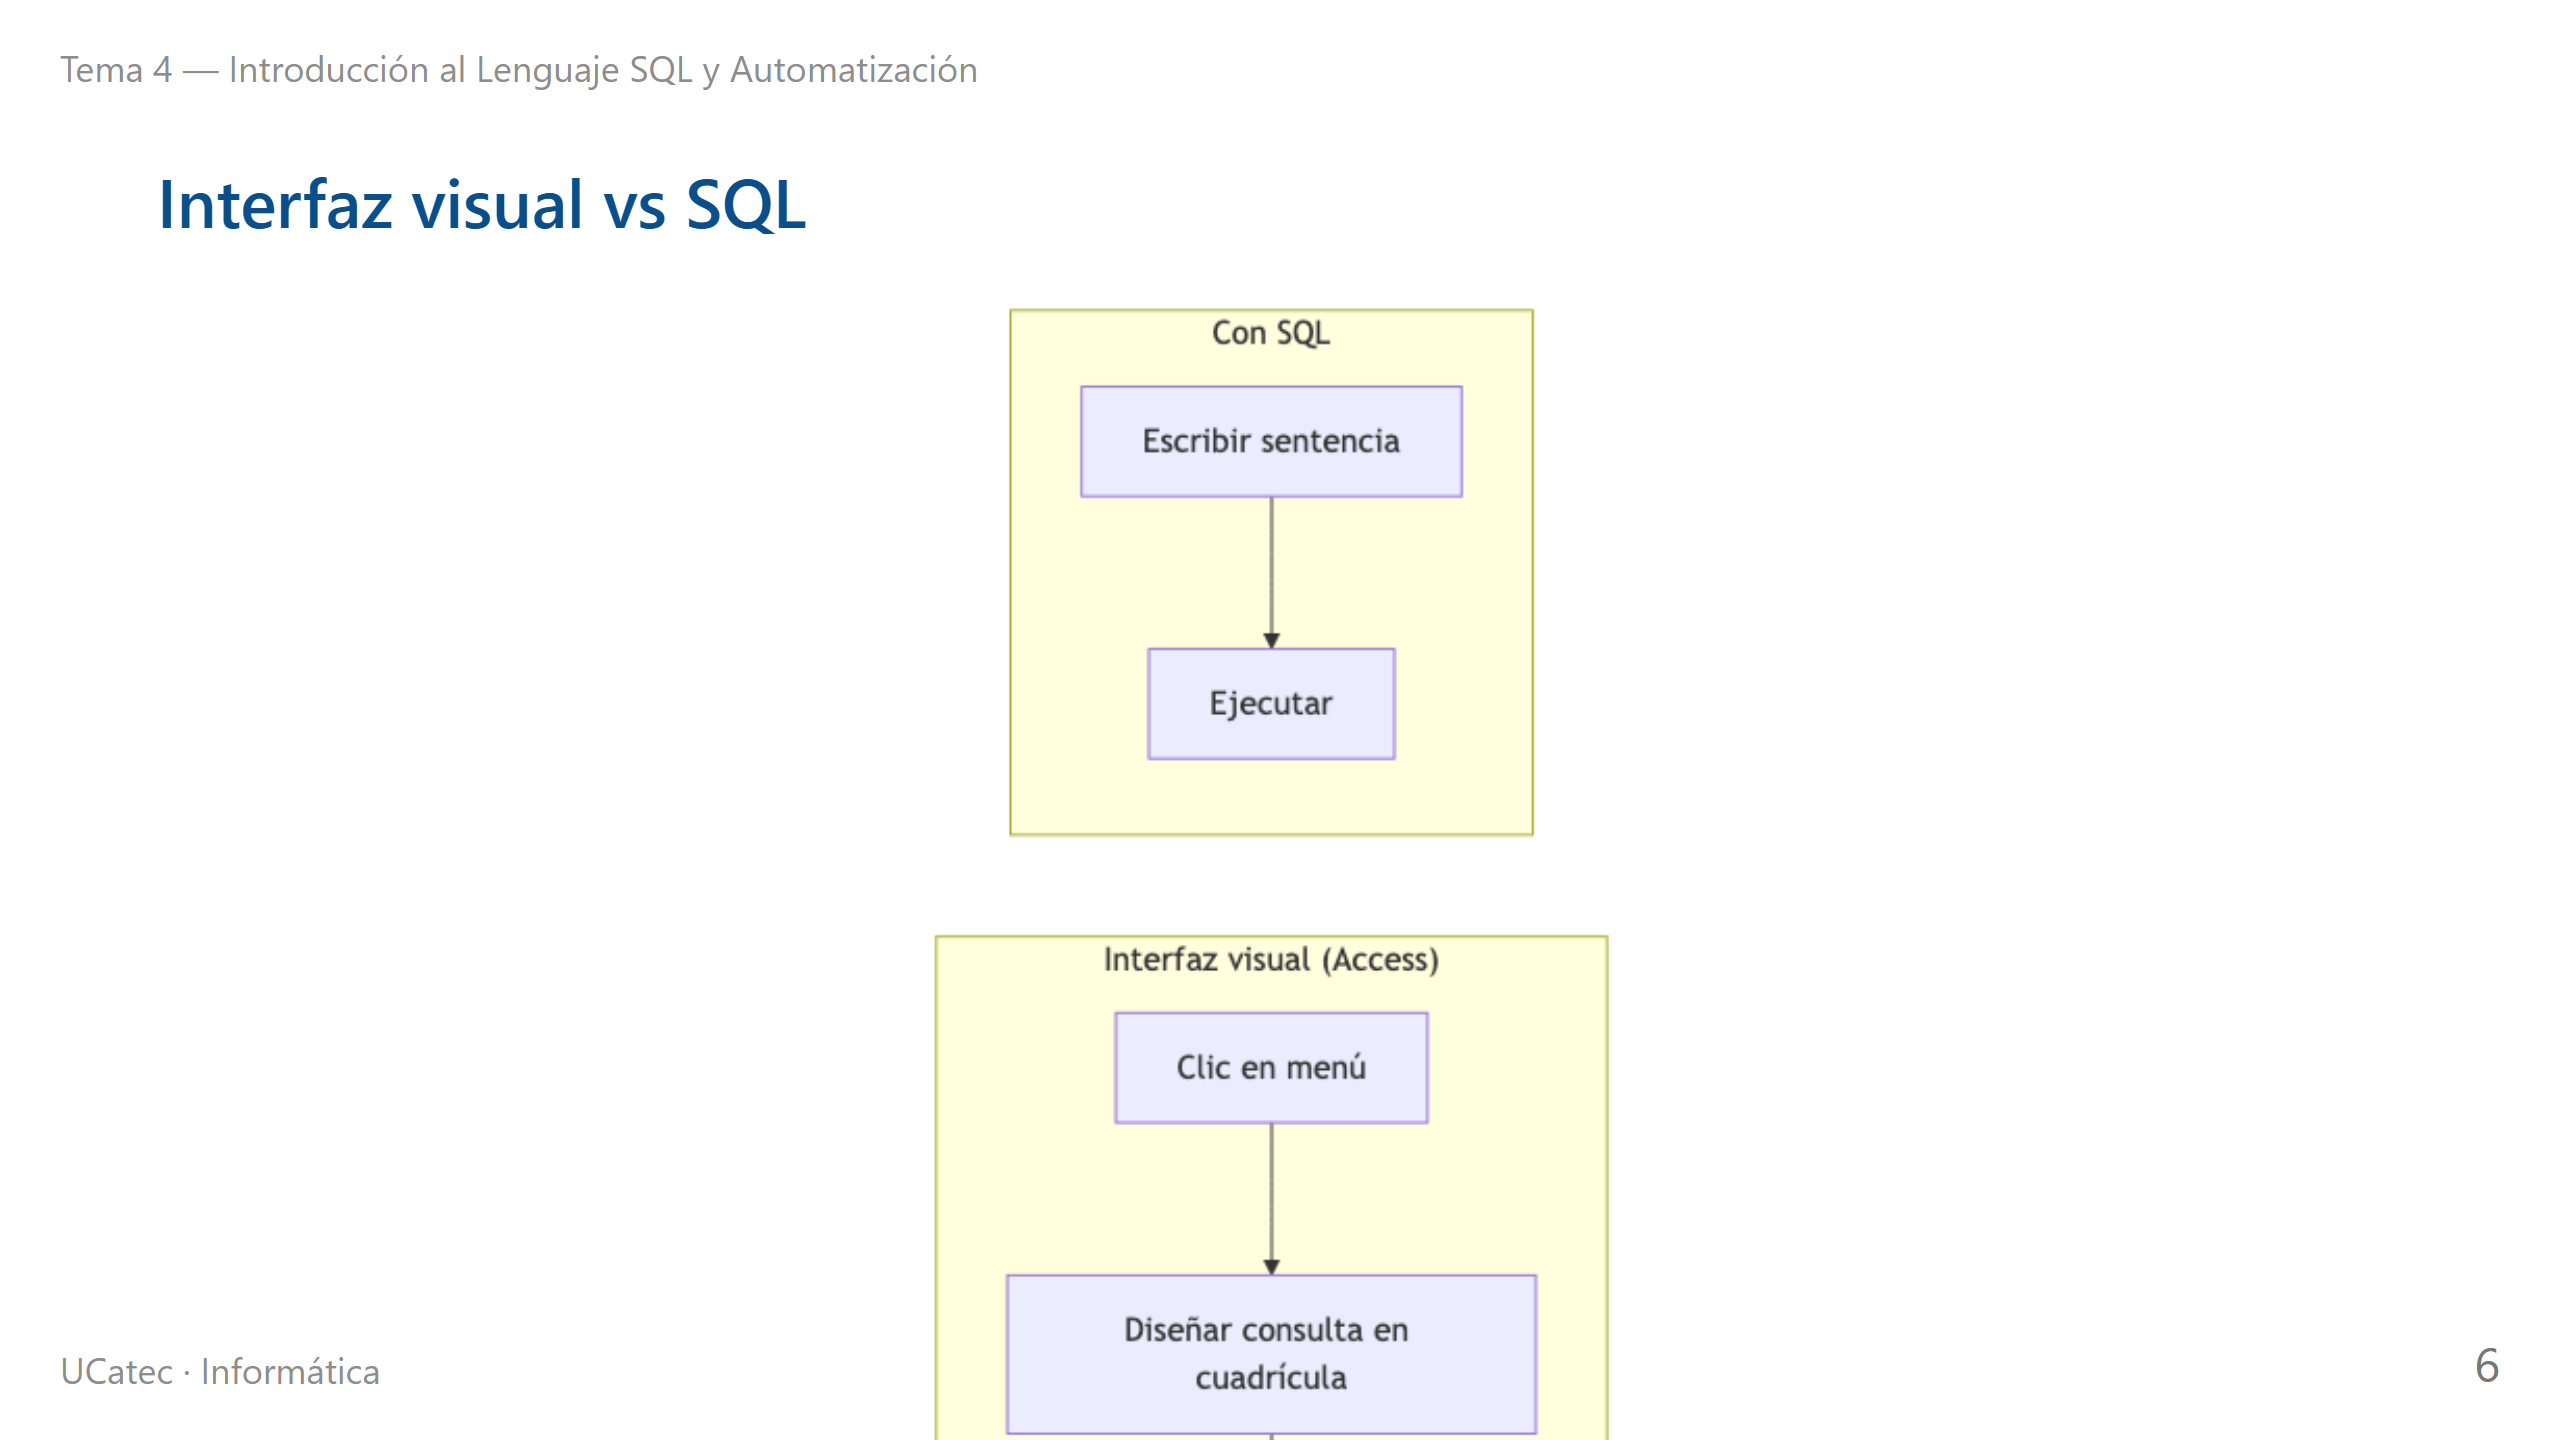 Tema 4 — Introducción al Lenguaje SQL y Automatización
Interfaz visual vs SQL
Con SQL
Escribir sentencia
Ejecutar
Interfaz visual (Access)
Clic en menú
Diseñar consulta en
cuadrícula
UCatec · Informática
6